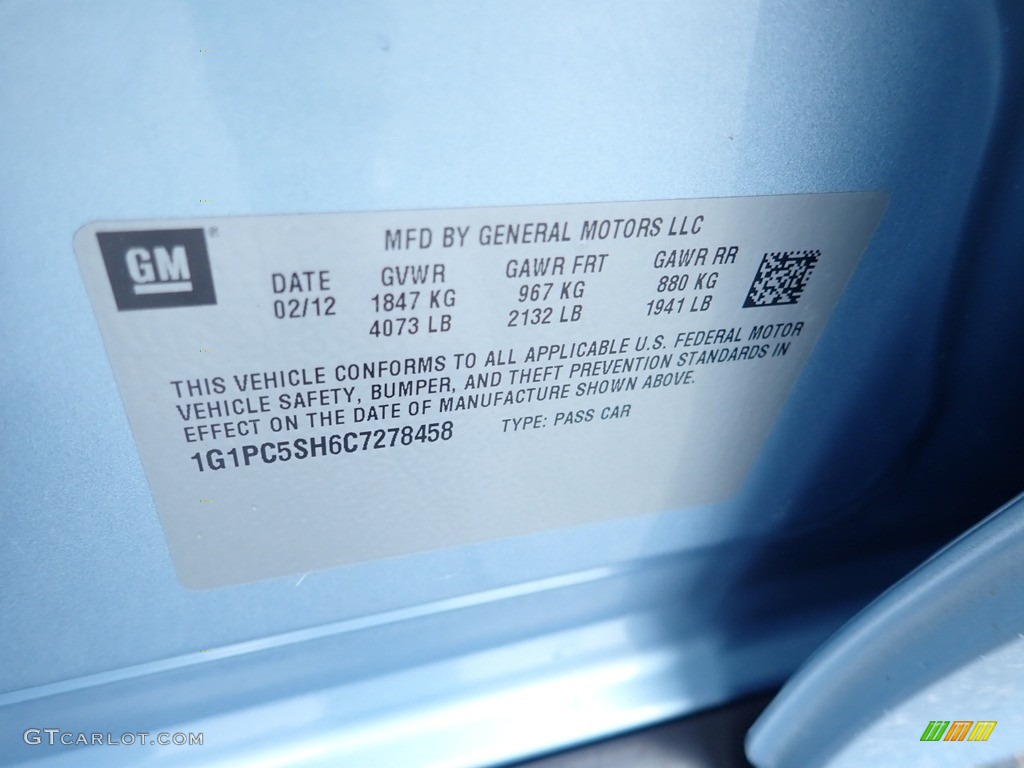 GM®
MFD BY GENERAL MOTORS LLC
DATE GVWR GAWR FRT GAWR RR
02/12 1847 KG 967 KG 880 KG
4073 LB 2132 LB 1941 LB
THIS VEHICLE CONFORMS TO ALL APPLICABLE U.S. FEDERAL MOTOR
VEHICLE SAFETY, BUMPER, AND THEFT PREVENTION STANDARDS IN
EFFECT ON THE DATE OF MANUFACTURE SHOWN ABOVE.
1G1PC5SH6C7278458 TYPE: PASS CAR
GTCARLOT.COM